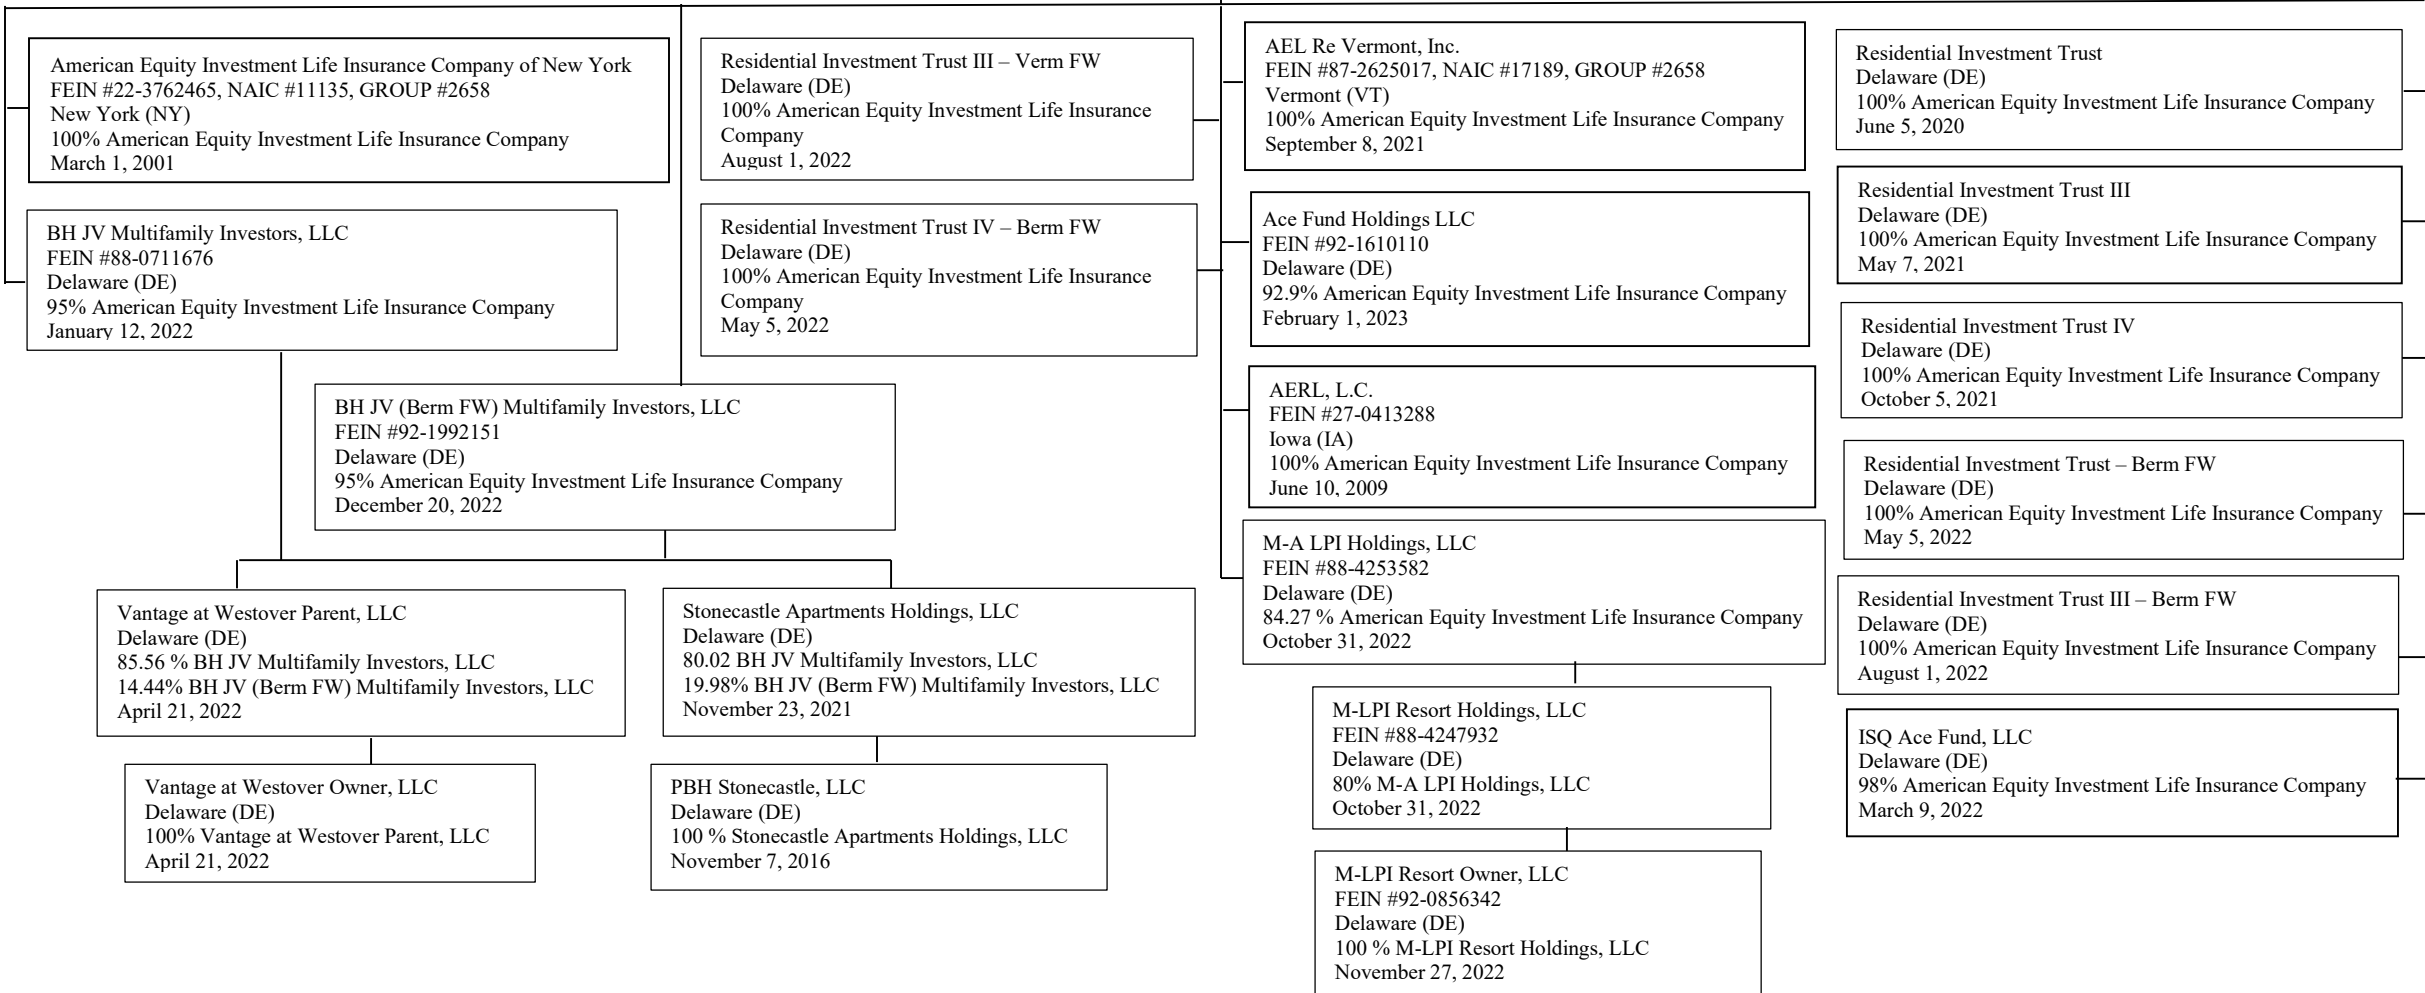 American Equity Investment Life Insurance Company of New York
FEIN #22-3762465, NAIC #11135, GROUP #2658
New York (NY)
100% American Equity Investment Life Insurance Company
March 1, 2001
BH JV Multifamily Investors, LLC
FEIN #88-0711676
Delaware (DE)
95% American Equity Investment Life Insurance Company
January 12, 2022
BH JV (Berm FW) Multifamily Investors, LLC
FEIN #92-1992151
Delaware (DE)
95% American Equity Investment Life Insurance Company
December 20, 2022
Vantage at Westover Parent, LLC
Delaware (DE)
85.56 % BH JV Multifamily Investors, LLC
14.44% BH JV (Berm FW) Multifamily Investors, LLC
April 21, 2022
Vantage at Westover Owner, LLC
Delaware (DE)
100% Vantage at Westover Parent, LLC
April 21, 2022
Stonecastle Apartments Holdings, LLC
Delaware (DE)
80.02 BH JV Multifamily Investors, LLC
19.98% BH JV (Berm FW) Multifamily Investors, LLC
November 23, 2021
PBH Stonecastle, LLC
Delaware (DE)
100 % Stonecastle Apartments Holdings, LLC
November 7, 2016
Residential Investment Trust III – Verm FW
Delaware (DE)
100% American Equity Investment Life Insurance
Company
August 1, 2022
Residential Investment Trust IV – Berm FW
Delaware (DE)
100% American Equity Investment Life Insurance
Company
May 5, 2022
AEL Re Vermont, Inc.
FEIN #87-2625017, NAIC #17189, GROUP #2658
Vermont (VT)
100% American Equity Investment Life Insurance Company
September 8, 2021
Ace Fund Holdings LLC
FEIN #92-1610110
Delaware (DE)
92.9% American Equity Investment Life Insurance Company
February 1, 2023
AERL, L.C.
FEIN #27-0413288
Iowa (IA)
100% American Equity Investment Life Insurance Company
June 10, 2009
M-A LPI Holdings, LLC
FEIN #88-4253582
Delaware (DE)
84.27 % American Equity Investment Life Insurance Company
October 31, 2022
M-LPI Resort Holdings, LLC
FEIN #88-4247932
Delaware (DE)
80% M-A LPI Holdings, LLC
October 31, 2022
M-LPI Resort Owner, LLC
FEIN #92-0856342
Delaware (DE)
100 % M-LPI Resort Holdings, LLC
November 27, 2022
Residential Investment Trust
Delaware (DE)
100% American Equity Investment Life Insurance Company
June 5, 2020
Residential Investment Trust III
Delaware (DE)
100% American Equity Investment Life Insurance Company
May 7, 2021
Residential Investment Trust IV
Delaware (DE)
100% American Equity Investment Life Insurance Company
October 5, 2021
Residential Investment Trust – Berm FW
Delaware (DE)
100% American Equity Investment Life Insurance Company
May 5, 2022
Residential Investment Trust III – Berm FW
Delaware (DE)
100% American Equity Investment Life Insurance Company
August 1, 2022
ISQ Ace Fund, LLC
Delaware (DE)
98% American Equity Investment Life Insurance Company
March 9, 2022